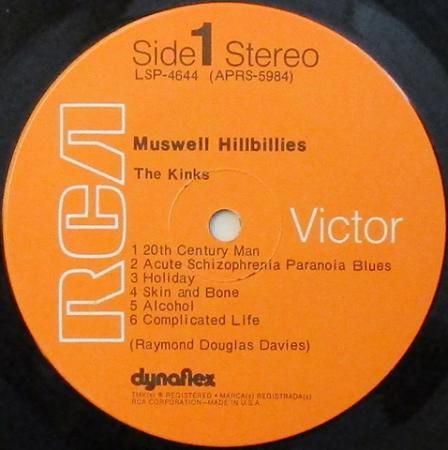 Side 1 Stereo
LSP-4644 (APRS-5984)
RCA
Muswell Hillbillies
The Kinks
Victor
1 20th Century Man
2 Acute Schizophrenia Paranoia Blues
3 Holiday
4 Skin and Bone
5 Alcohol
6 Complicated Life
(Raymond Douglas Davies)
dynaflex
TMK(s) ® REGISTERED • MARCA(s) REGISTRADA(s)
RCA CORPORATION—MADE IN U.S.A.